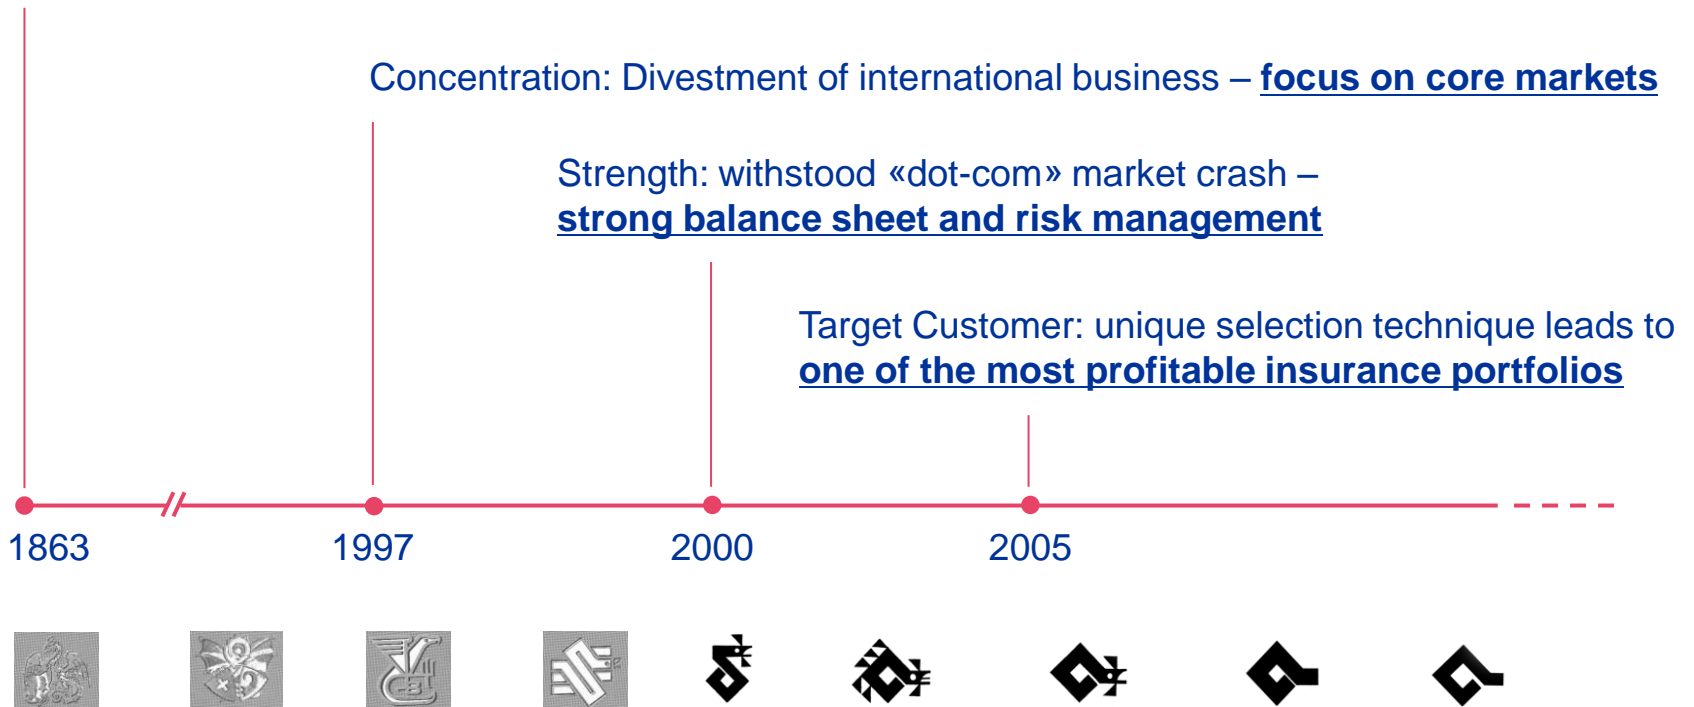 Concentration: Divestment of international business – focus on core markets
Strength: withstood «dot-com» market crash –
strong balance sheet and risk management
Target Customer: unique selection technique leads to
one of the most profitable insurance portfolios
1863
1997
2000
2005